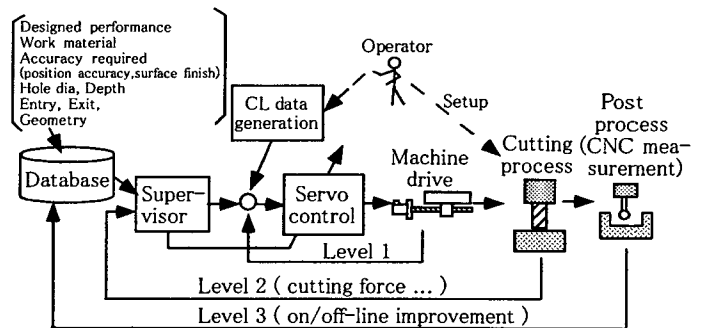 Designed performance
Work material
Accuracy required
(position accuracy,surface finish)
Hole dia, Depth
Entry, Exit,
Geometry
Operator
CL data
generation
Setup
Post
process
(CNC mea-
surement)
Cutting
process
Machine
drive
Database
Super-
visor
Servo
control
Level 1
Level 2 ( cutting force ... )
Level 3 ( on/off-line improvement )